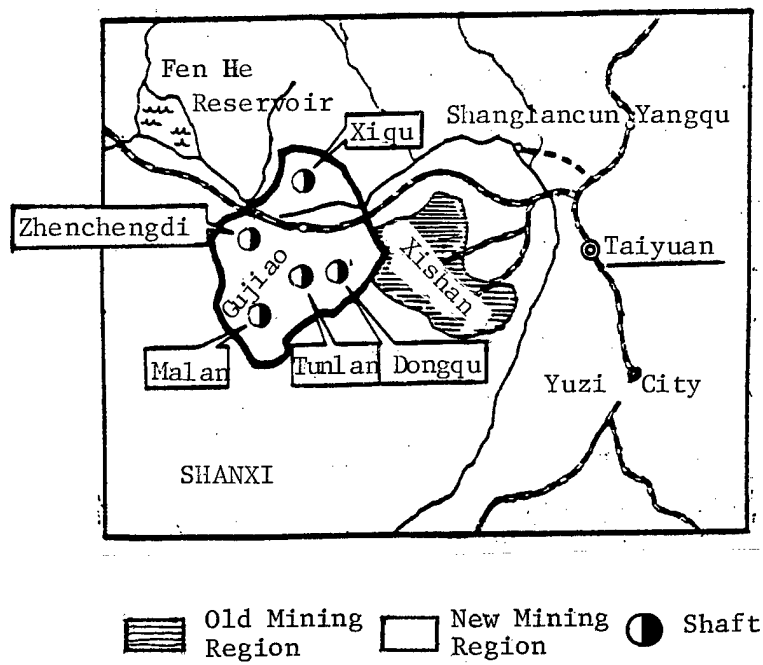 Fen He
Reservoir
Xiqu
Shanglancun Yangqu
Zhenchengdi
Gujiao
Xishan
Taiyuan
Malan
Tunlan
Dongqu
Yuzi City
SHANXI
Old Mining
Region
New Mining
Region
Shaft